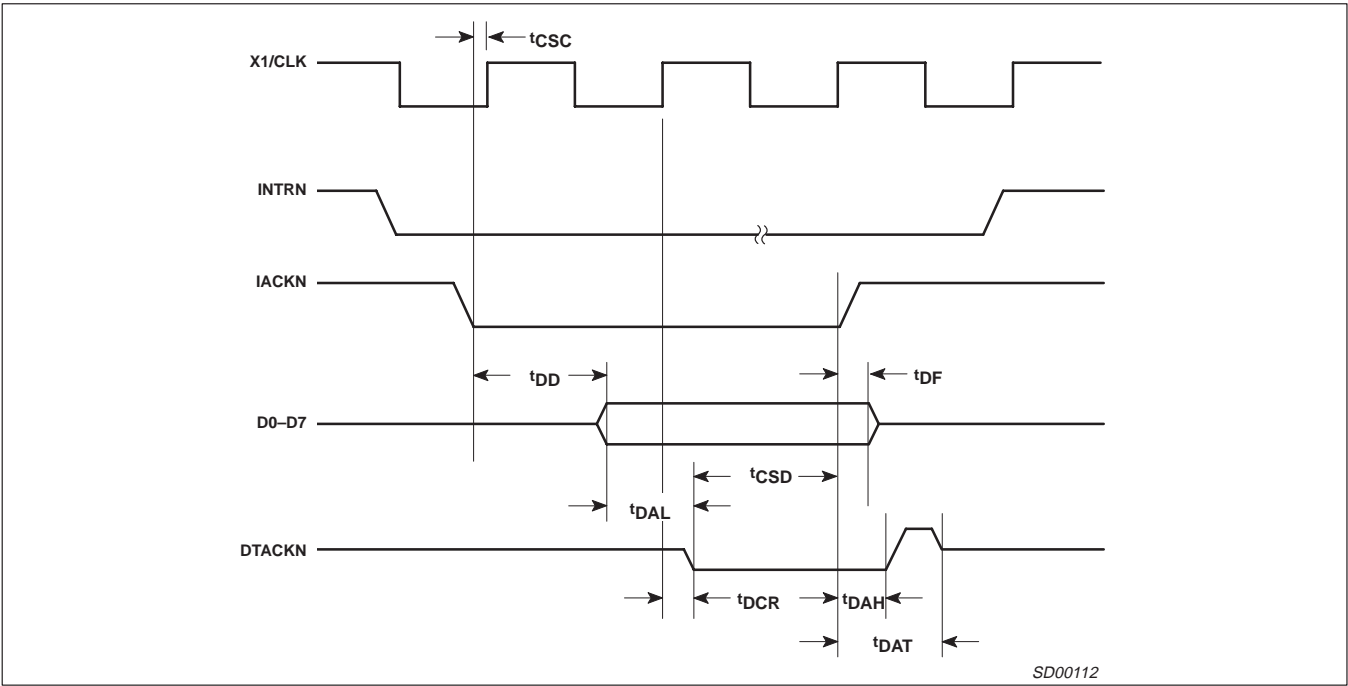 tCSC
X1/CLK
INTRN
IACKN
tDD
tDF
D0–D7
tCSD
tDAL
DTACKN
tDCR
tDAH
tDAT
SD00112